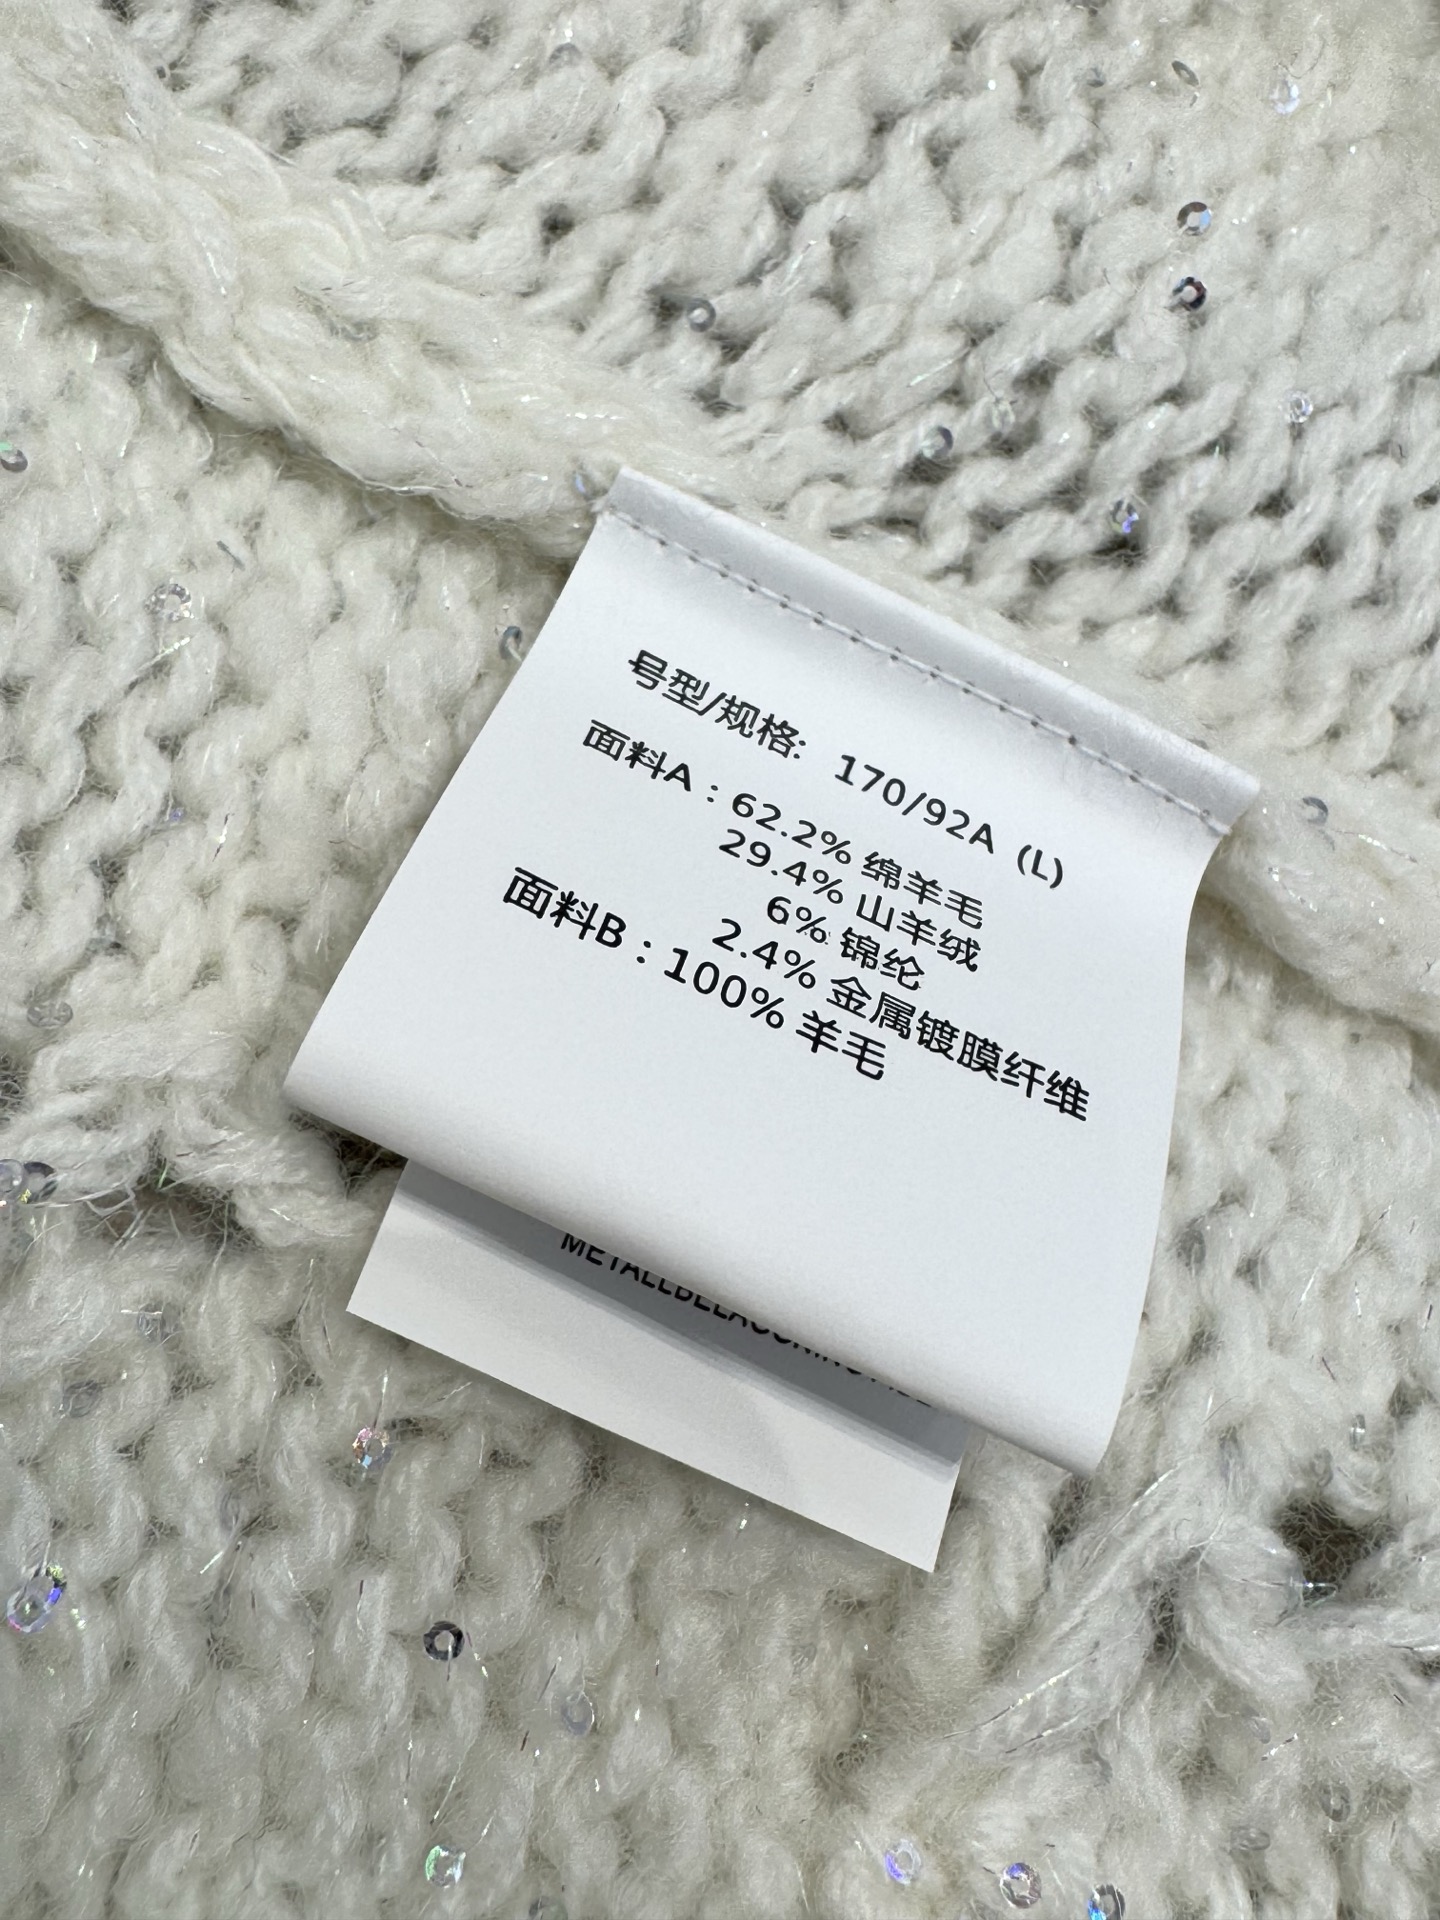 号型/规格: 170/92A (L)
面料A：62.2% 绵羊毛
29.4% 山羊绒
6% 锦纶
2.4% 金属镀膜纤维
面料B：100% 羊毛